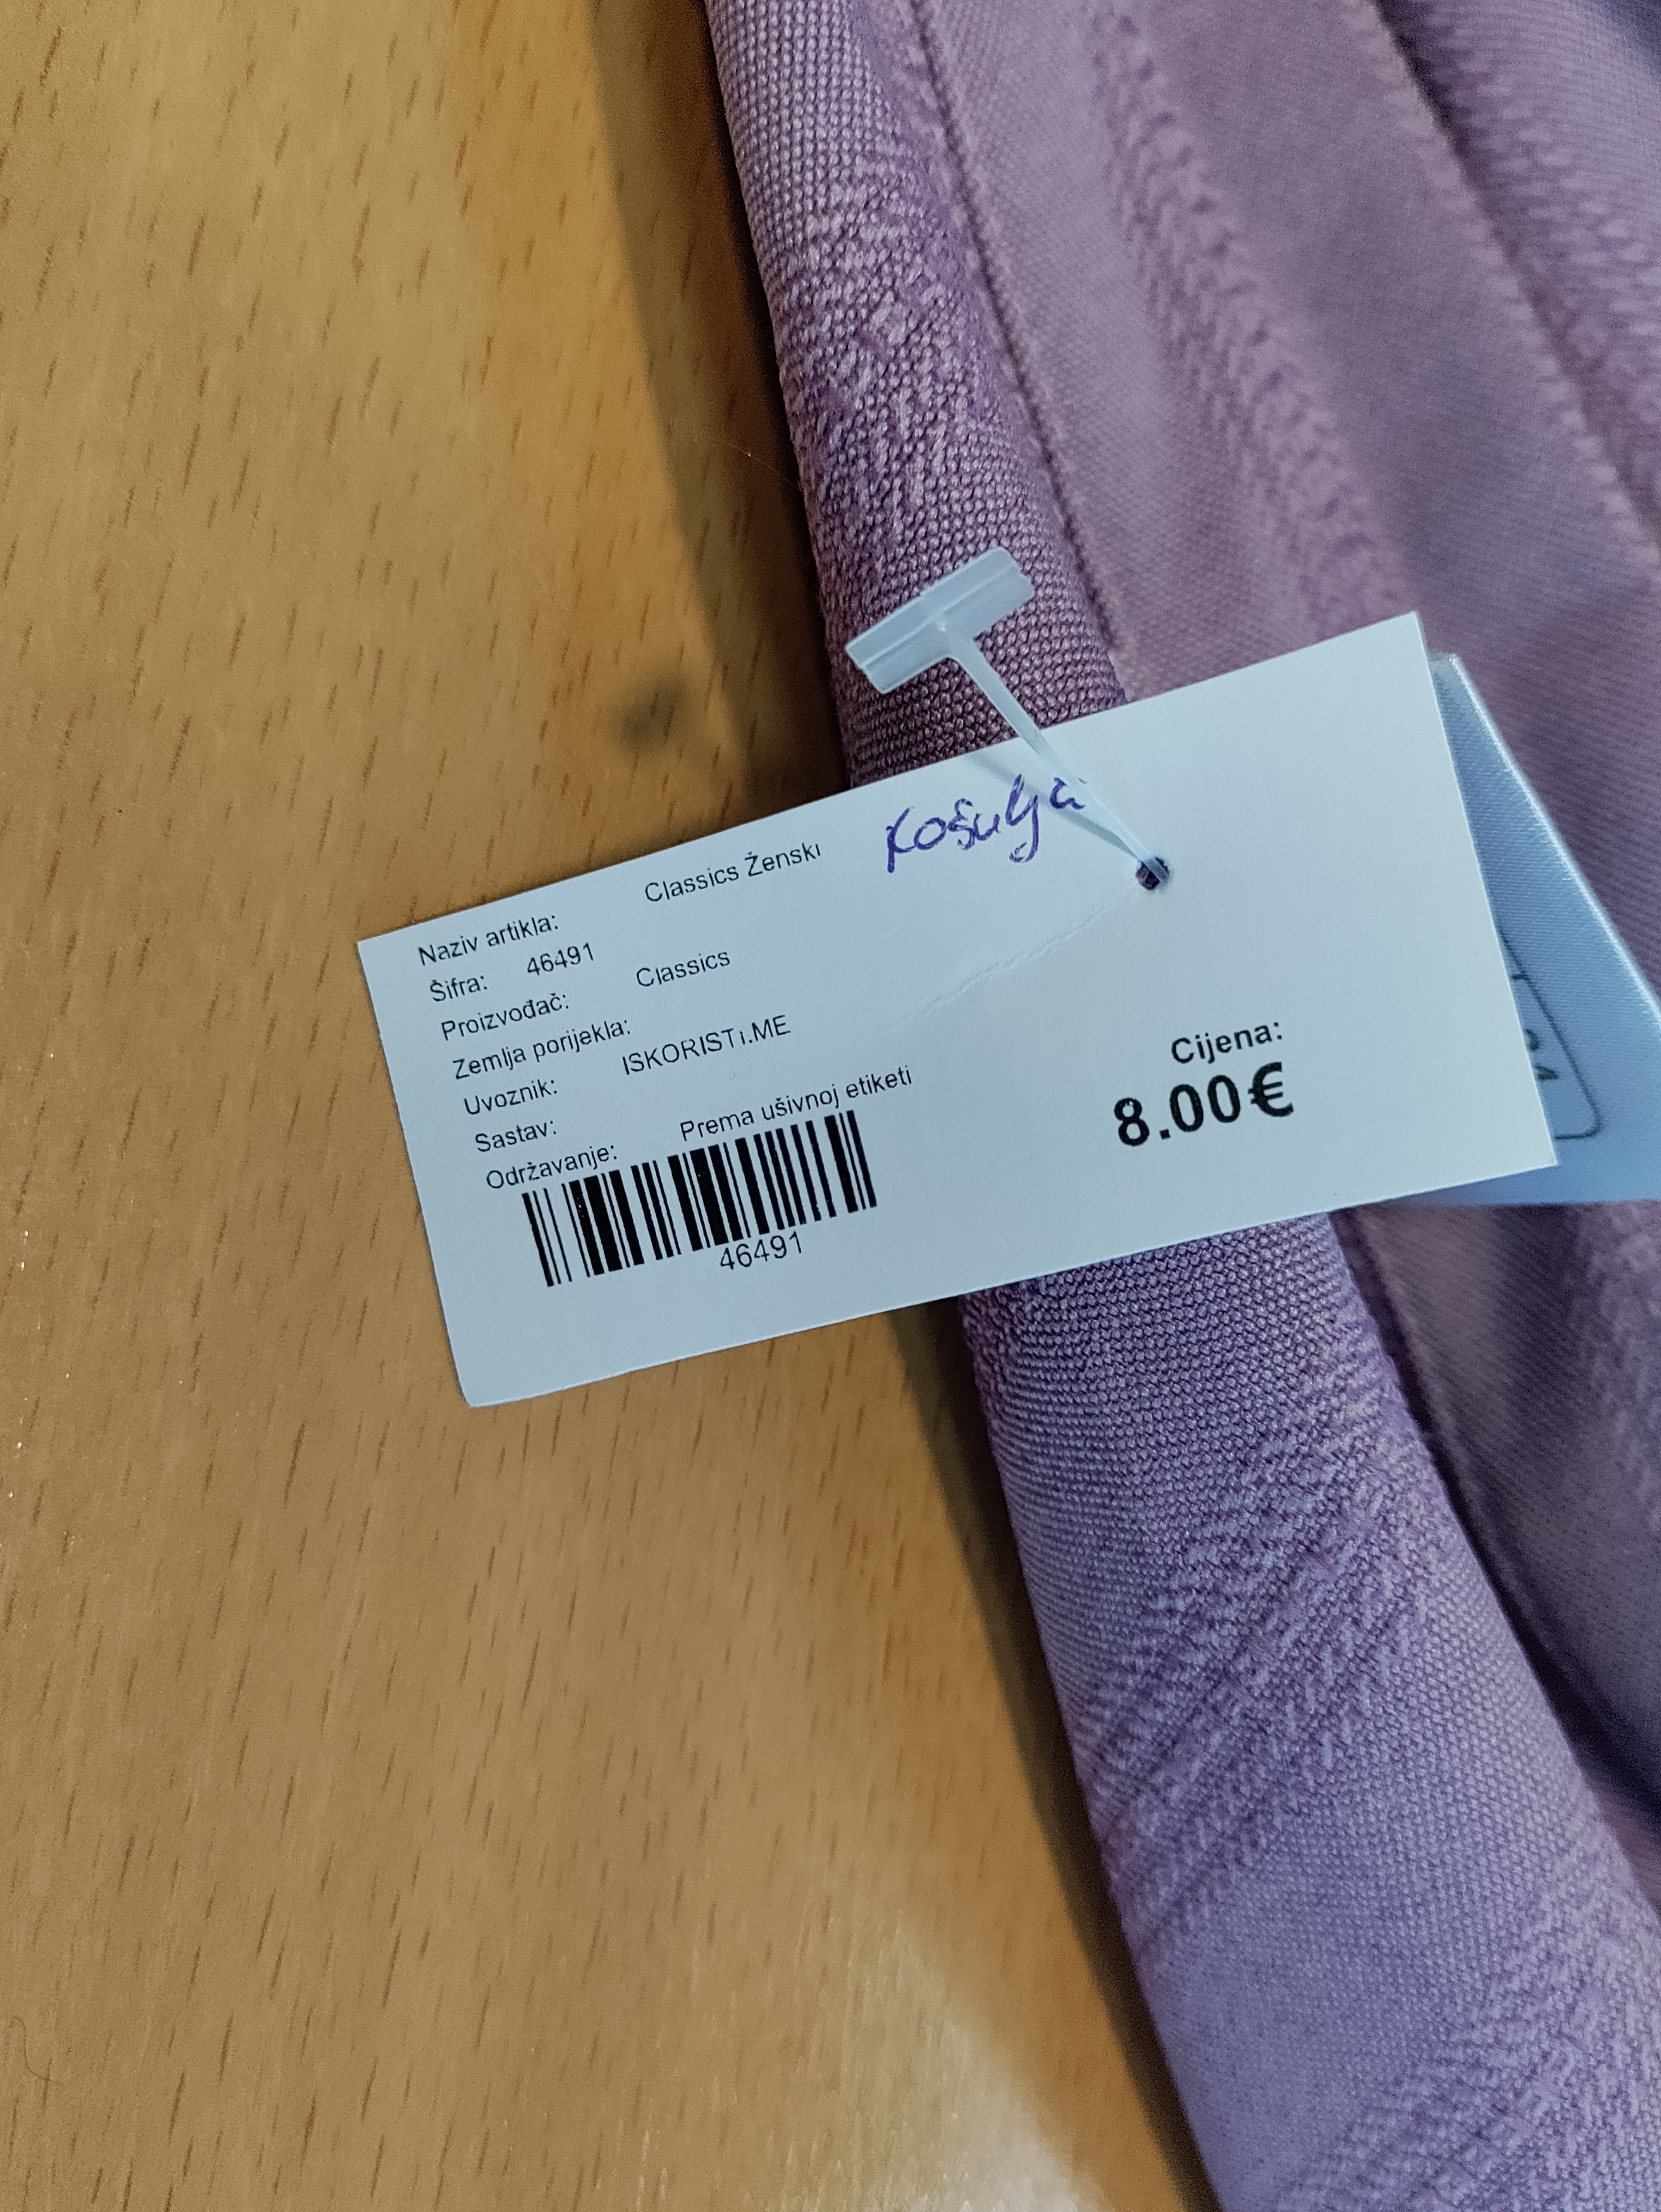 Košulja
Naziv artikla: Classics Ženski
Šifra: 46491
Proizvođač: Classics
Zemlja porijekla:
Uvoznik: ISKORISTi.ME
Sastav:
Održavanje: Prema ušivnoj etiketi
46491
Cijena:
8.00€